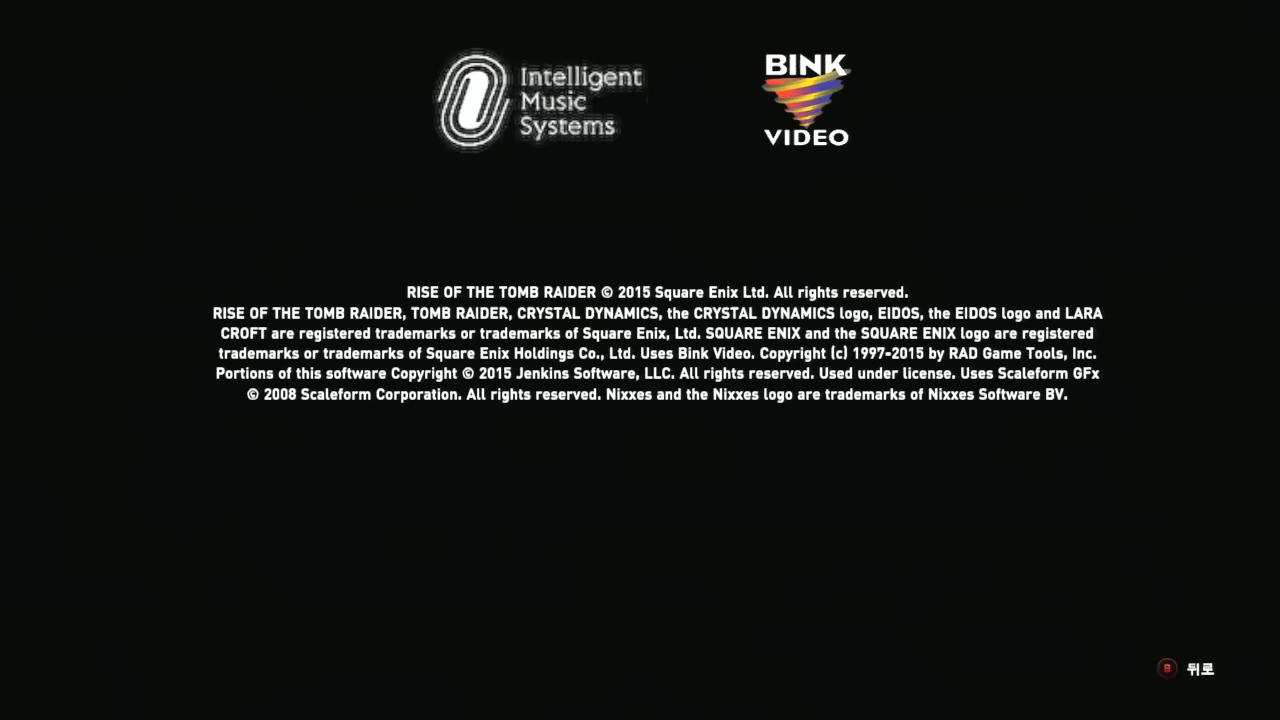 Intelligent
Music
Systems
BINK
VIDEO
RISE OF THE TOMB RAIDER © 2015 Square Enix Ltd. All rights reserved.
RISE OF THE TOMB RAIDER, TOMB RAIDER, CRYSTAL DYNAMICS, the CRYSTAL DYNAMICS logo, EIDOS, the EIDOS logo and LARA
CROFT are registered trademarks or trademarks of Square Enix, Ltd. SQUARE ENIX and the SQUARE ENIX logo are registered
trademarks or trademarks of Square Enix Holdings Co., Ltd. Uses Bink Video. Copyright (c) 1997-2015 by RAD Game Tools, Inc.
Portions of this software Copyright © 2015 Jenkins Software, LLC. All rights reserved. Used under license. Uses Scaleform GFx
© 2008 Scaleform Corporation. All rights reserved. Nixxes and the Nixxes logo are trademarks of Nixxes Software BV.
B 뒤로